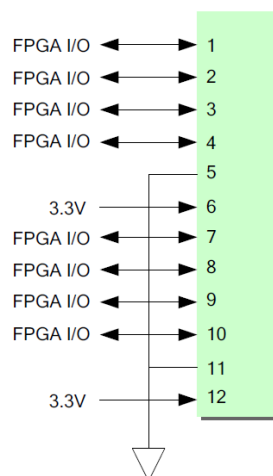 FPGA I/O 1
FPGA I/O 2
FPGA I/O 3
FPGA I/O 4
5
3.3V 6
FPGA I/O 7
FPGA I/O 8
FPGA I/O 9
FPGA I/O 10
11
3.3V 12